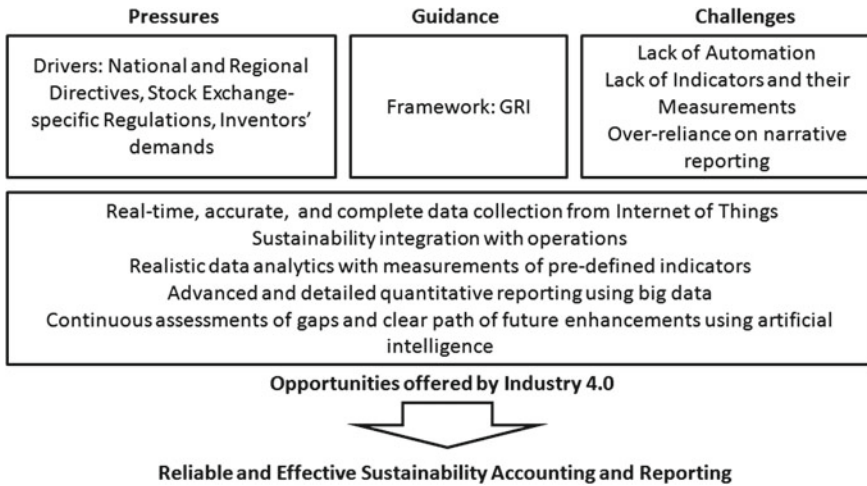 Pressures
Guidance
Challenges
Drivers: National and Regional
Directives, Stock Exchange-
specific Regulations, Inventors’
demands
Framework: GRI
Lack of Automation
Lack of Indicators and their
Measurements
Over-reliance on narrative
reporting
Real-time, accurate, and complete data collection from Internet of Things
Sustainability integration with operations
Realistic data analytics with measurements of pre-defined indicators
Advanced and detailed quantitative reporting using big data
Continuous assessments of gaps and clear path of future enhancements using artificial
intelligence
Opportunities offered by Industry 4.0
Reliable and Effective Sustainability Accounting and Reporting